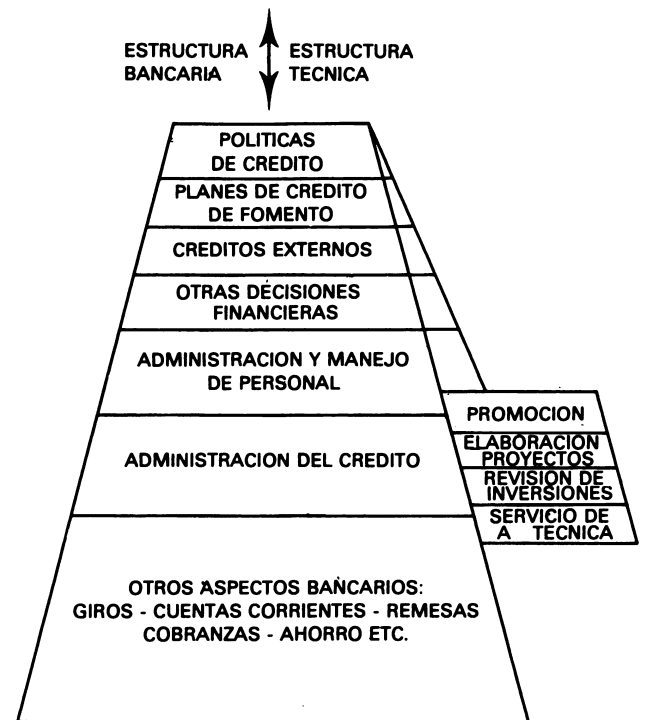 ESTRUCTURA BANCARIA
ESTRUCTURA TECNICA
POLITICAS
DE CREDITO
PLANES DE CREDITO
DE FOMENTO
CREDITOS EXTERNOS
OTRAS DECISIONES
FINANCIERAS
ADMINISTRACION Y MANEJO
DE PERSONAL
ADMINISTRACION DEL CREDITO
OTROS ASPECTOS BANCARIOS:
GIROS - CUENTAS CORRIENTES - REMESAS
COBRANZAS - AHORRO ETC.
PROMOCION
ELABORACION
PROYECTOS
REVISION DE
INVERSIONES
SERVICIO DE
A TECNICA